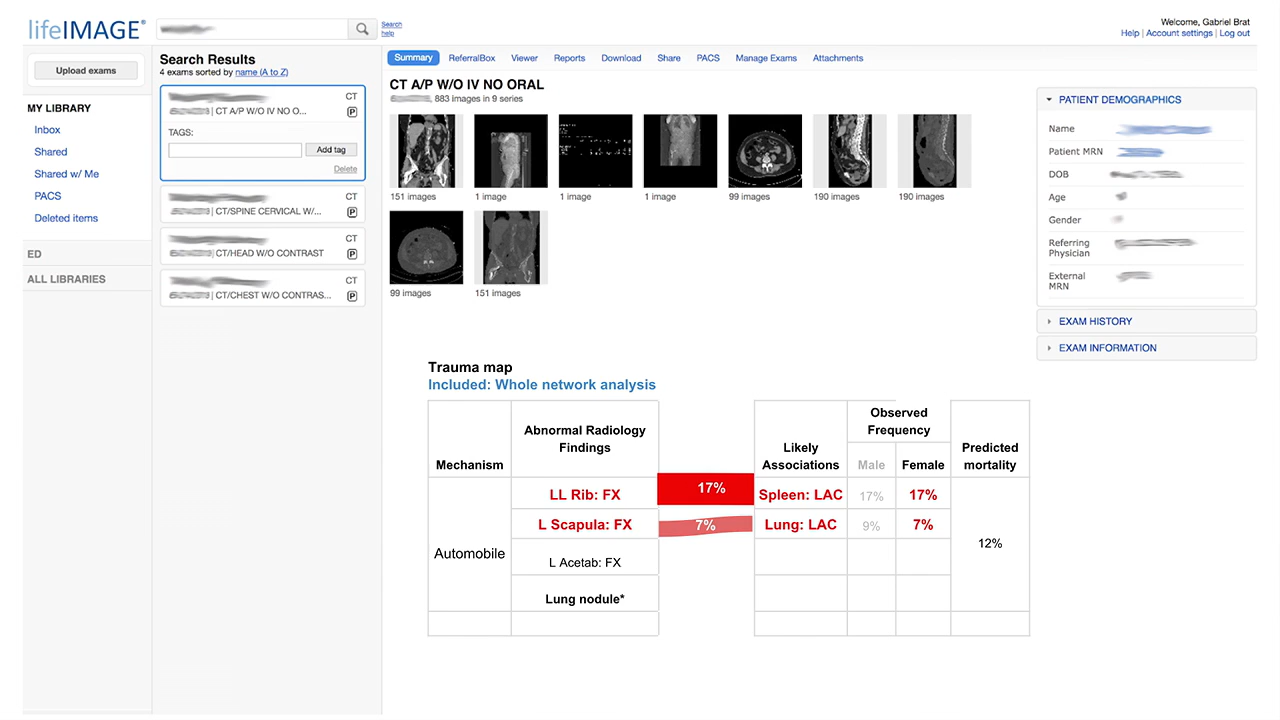 lifeIMAGE®
Search help
Welcome, Gabriel Brat
Help | Account settings | Log out
Upload exams
MY LIBRARY
Inbox
Shared
Shared w/ Me
PACS
Deleted items
ED
ALL LIBRARIES
Search Results
4 exams sorted by name (A to Z)
CT
| CT A/P W/O IV NO O... P
TAGS:
Add tag
Delete
CT
| CT/SPINE CERVICAL W/... P
CT
| CT/HEAD W/O CONTRAST P
CT
| CT/CHEST W/O CONTRAS... P
Summary ReferralBox Viewer Reports Download Share PACS Manage Exams Attachments
CT A/P W/O IV NO ORAL
, 883 images in 9 series
151 images 1 image 1 image 1 image 99 images 190 images 190 images
99 images 151 images
PATIENT DEMOGRAPHICS
Name
Patient MRN
DOB
Age
Gender
Referring
Physician
External
MRN
EXAM HISTORY
EXAM INFORMATION
Trauma map
Included: Whole network analysis
Mechanism
Abnormal Radiology
Findings
Likely
Associations
Observed
Frequency
Male Female
Predicted
mortality
LL Rib: FX 17% Spleen: LAC 17% 17%
L Scapula: FX 7% Lung: LAC 9% 7%
Automobile
12%
L Acetab: FX
Lung nodule*